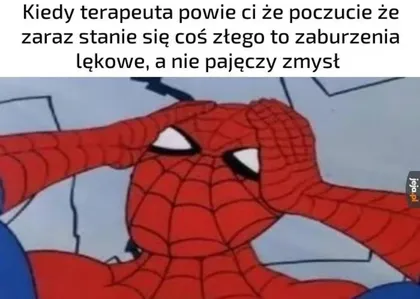 Kiedy terapeuta powie ci że poczucie że
zaraz stanie się coś złego to zaburzenia
lękowe, a nie pajęczy zmysł
jeja.pl